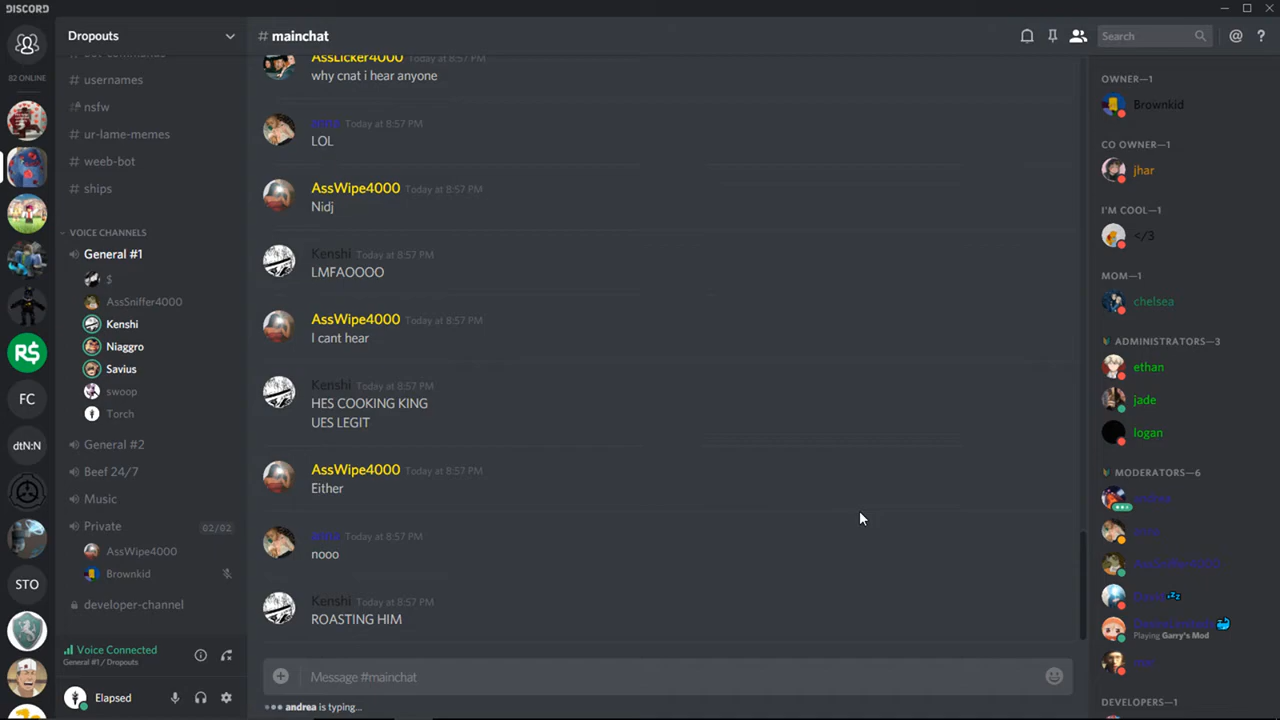 DISCORD
82 ONLINE
FC
dtN:N
STO
Dropouts
# usernames
# nsfw
# ur-lame-memes
# weeb-bot
# ships
VOICE CHANNELS
General #1
$
AssSniffer4000
Kenshi
Niaggro
Savius
swoop
Torch
General #2
Beef 24/7
Music
Private 02/02
AssWipe4000
Brownkid
developer-channel
Voice Connected
General #1 / Dropouts
Elapsed
# mainchat
Search
AssLicker4000 Today at 8:57 PM
why cnat i hear anyone
Today at 8:57 PM
LOL
AssWipe4000 Today at 8:57 PM
Nidj
Kenshi Today at 8:57 PM
LMFAOOOO
AssWipe4000 Today at 8:57 PM
I cant hear
Kenshi Today at 8:57 PM
HES COOKING KING
UES LEGIT
AssWipe4000 Today at 8:57 PM
Either
Today at 8:57 PM
nooo
Kenshi Today at 8:57 PM
ROASTING HIM
Message #mainchat
andrea is typing...
OWNER—1
Brownkid
CO OWNER—1
jhar
I'M COOL—1
</3
MOM—1
chelsea
ADMINISTRATORS—3
ethan
jade
logan
MODERATORS—6
AssSniffer4000
Playing Garry's Mod
DEVELOPERS—1